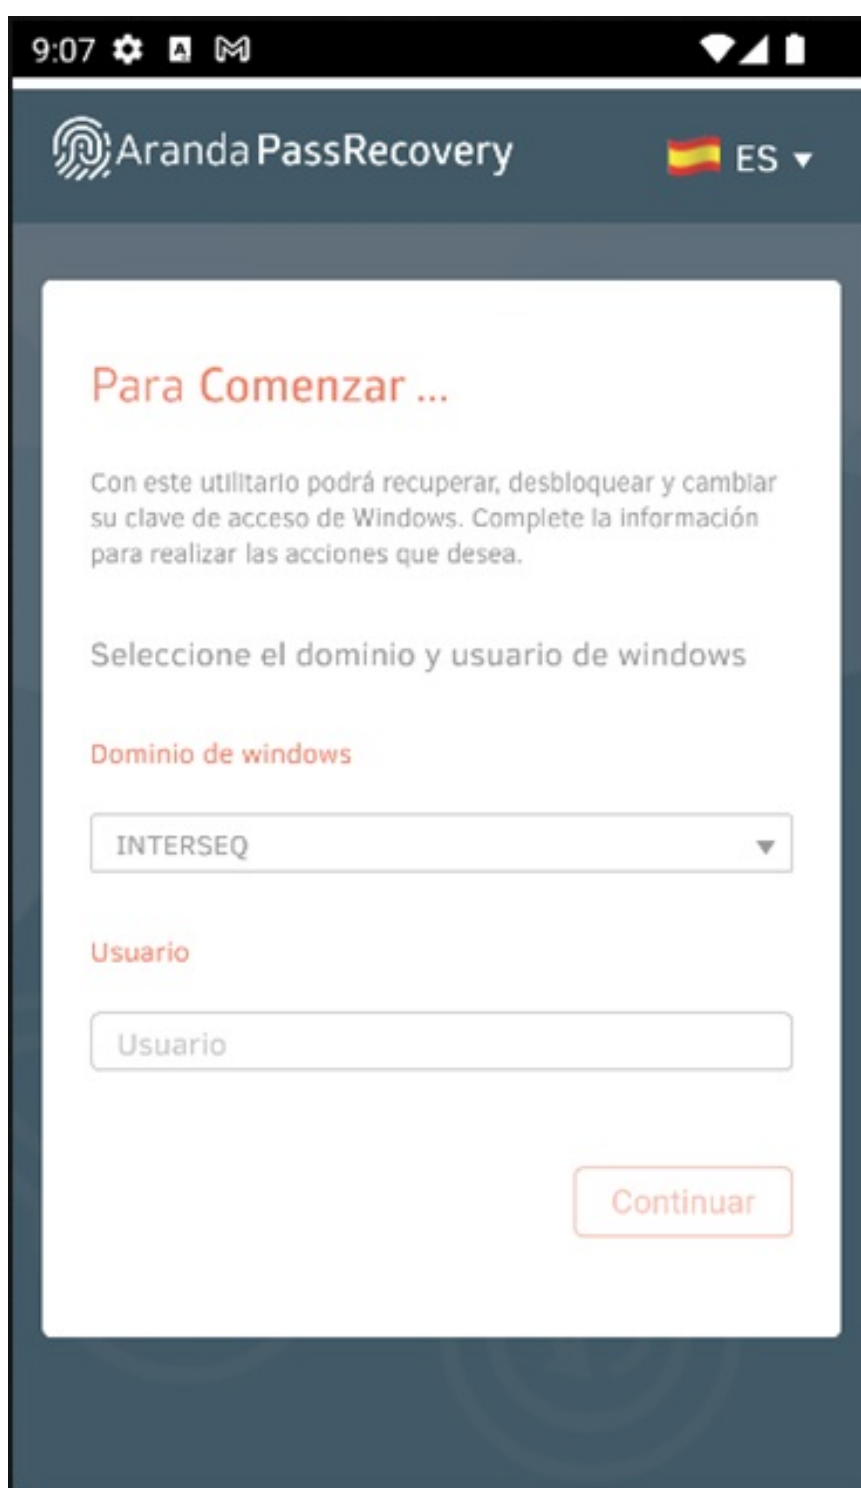 9:07
Aranda PassRecovery
ES
Para Comenzar ...
Con este utilitario podrá recuperar, desbloquear y cambiar
su clave de acceso de Windows. Complete la información
para realizar las acciones que desea.
Seleccione el dominio y usuario de windows
Dominio de windows
INTERSEQ
Usuario
Usuario
Continuar